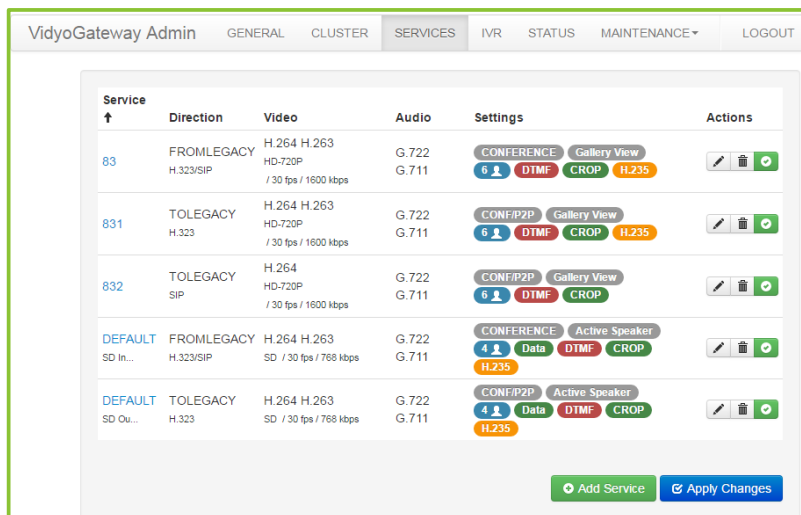 VidyoGateway Admin GENERAL CLUSTER SERVICES IVR STATUS MAINTENANCE LOGOUT
Service Direction Video Audio Settings Actions
83 FROMLEGACY H.323/SIP H.264 H.263 HD-720P / 30 fps / 1600 kbps G.722 G.711 CONFERENCE Gallery View 6 DTMF CROP H.235
831 TOLEGACY H.323 H.264 H.263 HD-720P / 30 fps / 1600 kbps G.722 G.711 CONF/P2P Gallery View 6 DTMF CROP H.235
832 TOLEGACY SIP H.264 HD-720P / 30 fps / 1600 kbps G.722 G.711 CONF/P2P Gallery View 6 DTMF CROP
DEFAULT SD In... FROMLEGACY H.323/SIP H.264 H.263 SD / 30 fps / 768 kbps G.722 G.711 CONFERENCE Active Speaker 4 Data DTMF CROP H.235
DEFAULT SD Ou... TOLEGACY H.323 H.264 H.263 SD / 30 fps / 768 kbps G.722 G.711 CONF/P2P Active Speaker 4 Data DTMF CROP H.235
Add Service Apply Changes